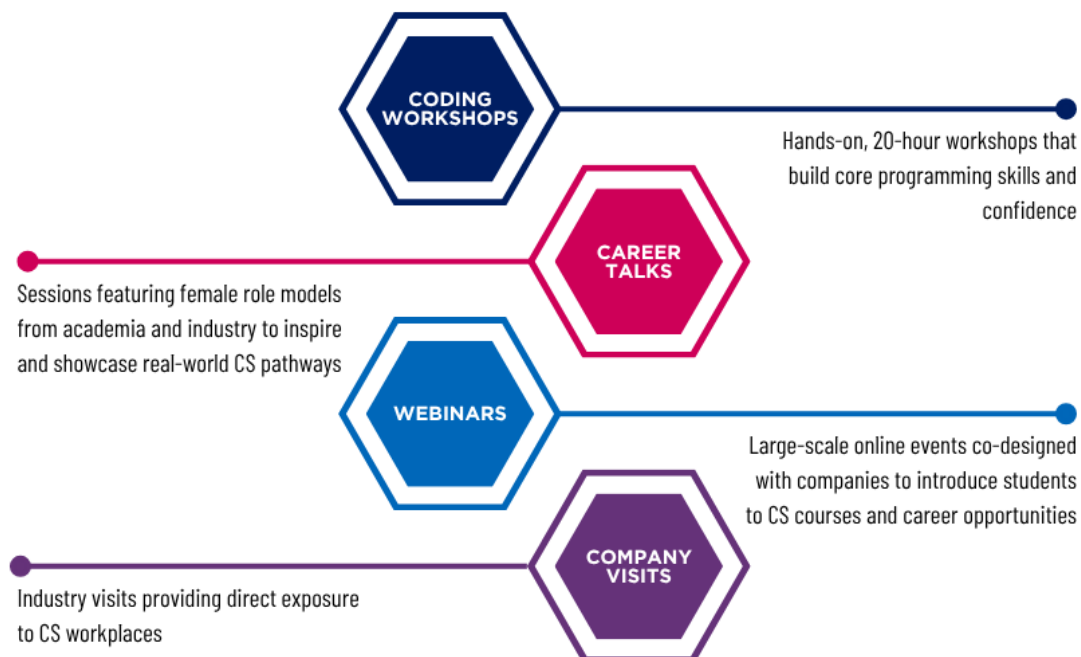 CODING
WORKSHOPS
Hands-on, 20-hour workshops that
build core programming skills and
confidence
CAREER
TALKS
Sessions featuring female role models
from academia and industry to inspire
and showcase real-world CS pathways
WEBINARS
Large-scale online events co-designed
with companies to introduce students
to CS courses and career opportunities
COMPANY
VISITS
Industry visits providing direct exposure
to CS workplaces